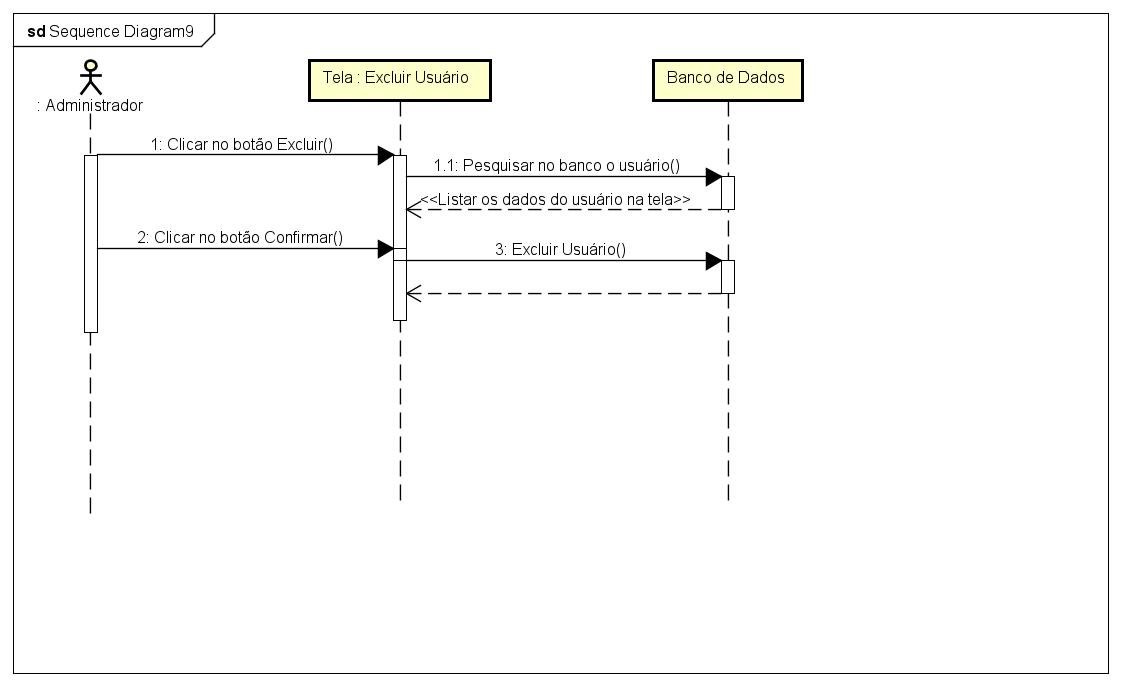 sd Sequence Diagram9
: Administrador
Tela : Excluir Usuário
Banco de Dados
1: Clicar no botão Excluir()
1.1: Pesquisar no banco o usuário()
<<Listar os dados do usuário na tela>>
2: Clicar no botão Confirmar()
3: Excluir Usuário()